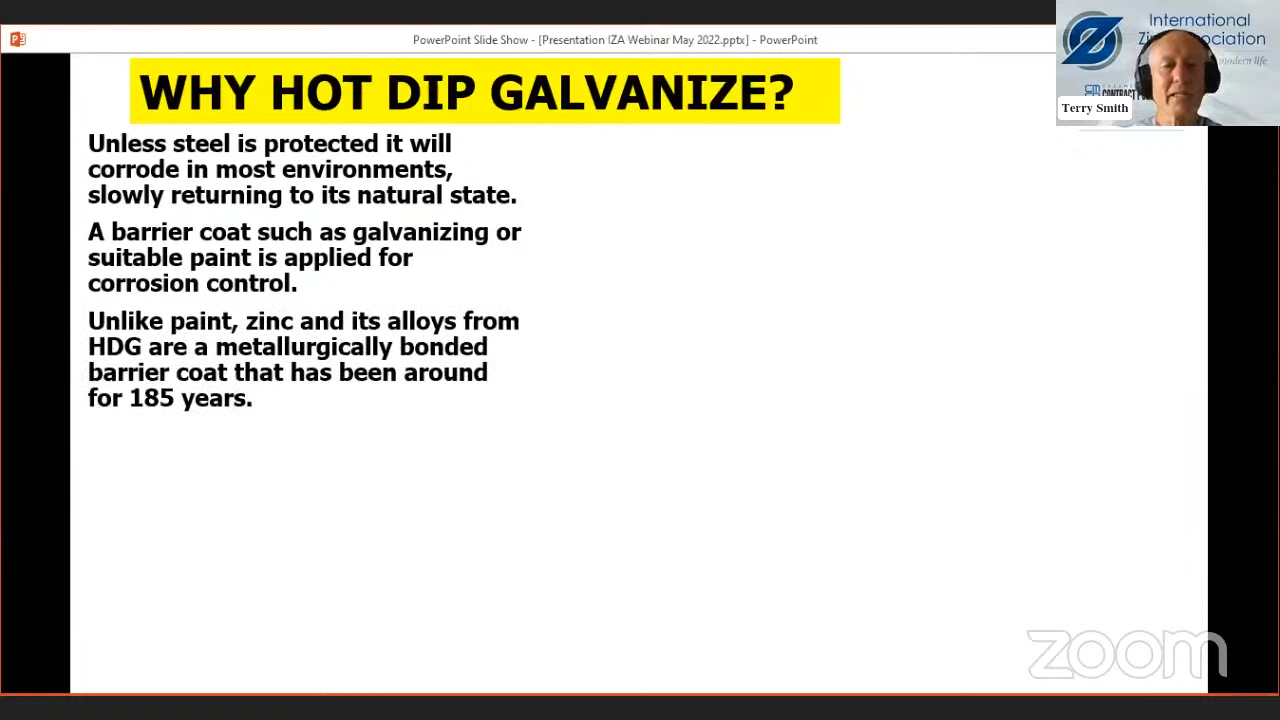 PowerPoint Slide Show - [Presentation IZA Webinar May 2022.pptx] - PowerPoint
International
Association
modern life
Terry Smith
WHY HOT DIP GALVANIZE?
Unless steel is protected it will
corrode in most environments,
slowly returning to its natural state.
A barrier coat such as galvanizing or
suitable paint is applied for
corrosion control.
Unlike paint, zinc and its alloys from
HDG are a metallurgically bonded
barrier coat that has been around
for 185 years.
zoom